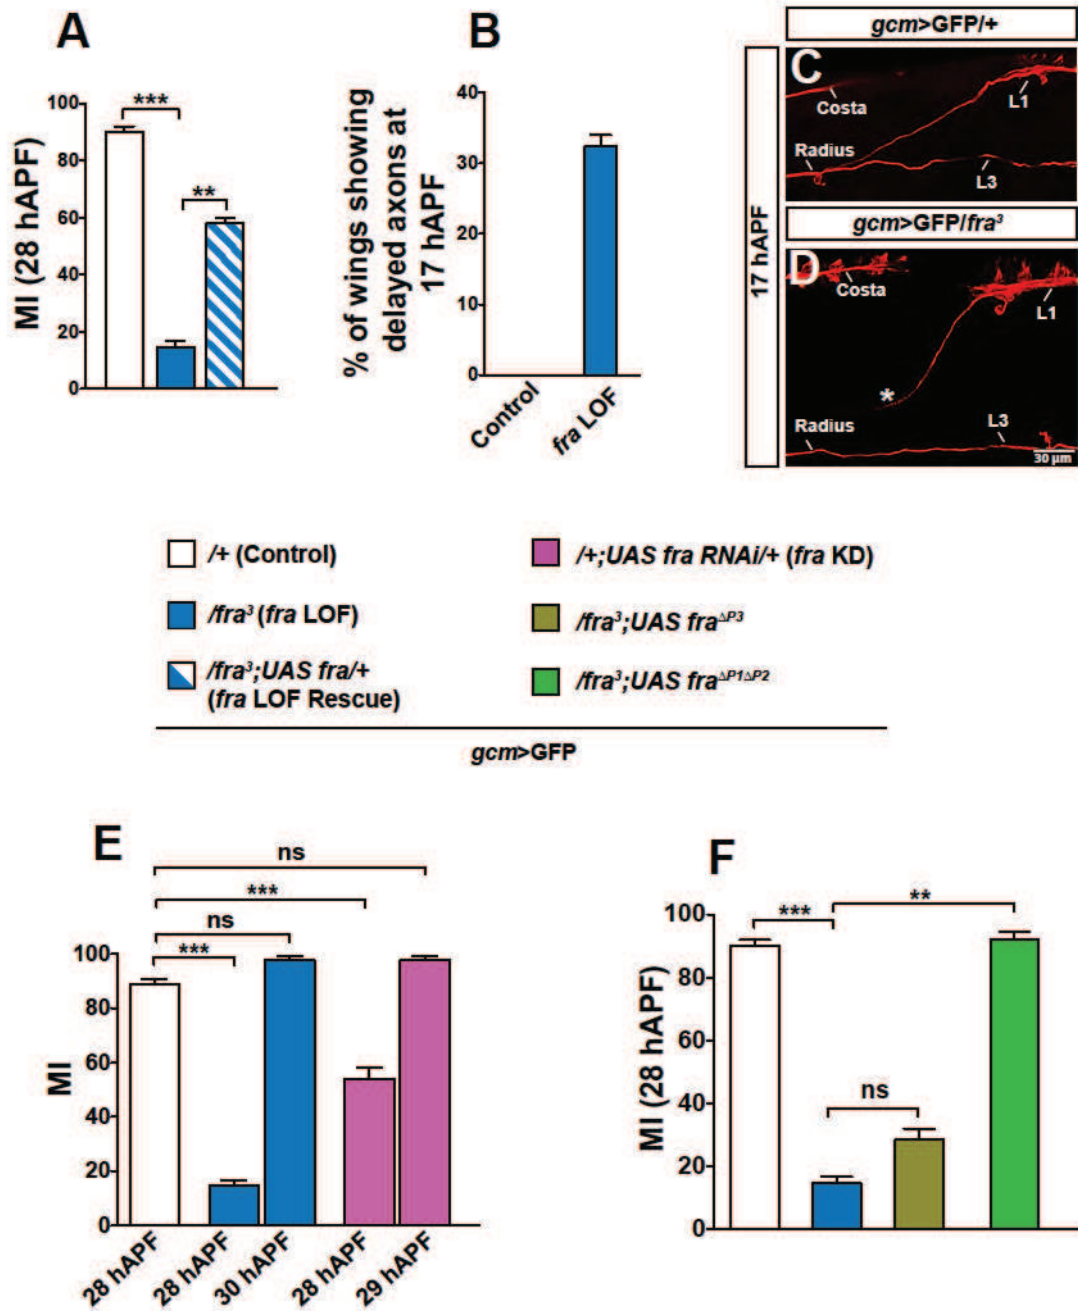 A
MI (28 hAPF)
100
80
60
40
20
0
***
**
B
% of wings showing
delayed axons at
17 hAPF
40
30
20
10
0
Control
fra LOF
17 hAPF
gcm>GFP/+
C
Costa
L1
Radius
L3
gcm>GFP/fra³
D
Costa
L1
*
Radius
L3
30 µm
/+ (Control)
/fra³ (fra LOF)
/fra³;UAS fra/+
(fra LOF Rescue)
/+;UAS fra RNAi/+ (fra KD)
/fra³;UAS fra^ΔP3
/fra³;UAS fra^ΔP1ΔP2
gcm>GFP
E
ns
***
ns
***
MI
100
80
60
40
20
0
28 hAPF
28 hAPF
30 hAPF
28 hAPF
29 hAPF
F
MI (28 hAPF)
100
80
60
40
20
0
***
**
ns